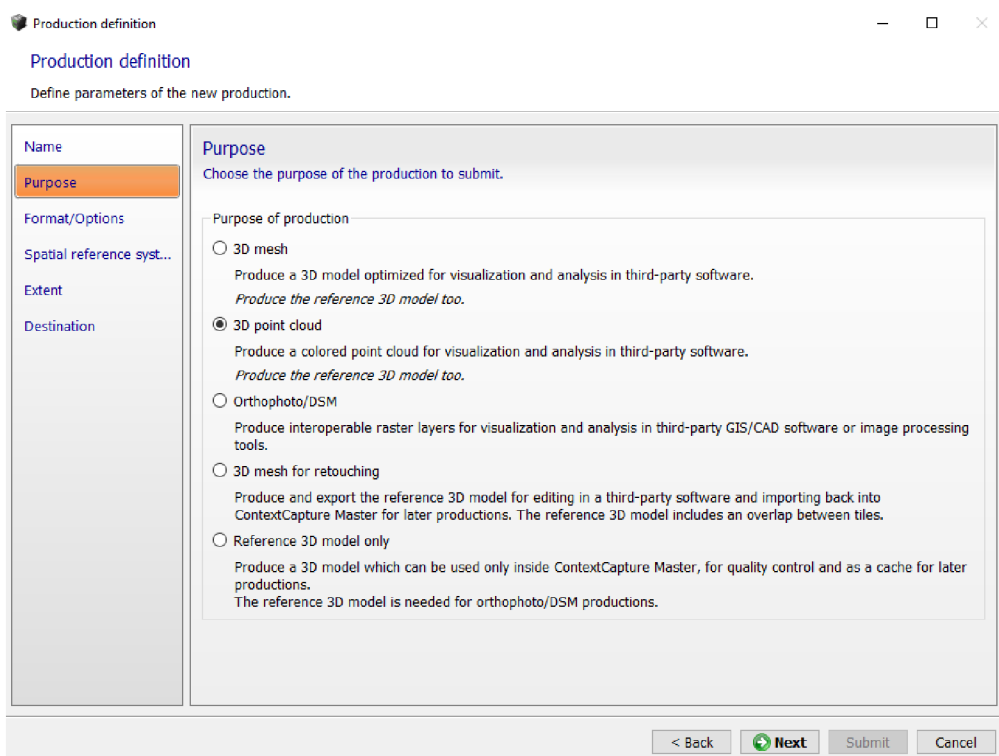 Production definition
Production definition
Define parameters of the new production.
Name
Purpose
Format/Options
Spatial reference syst...
Extent
Destination
Purpose
Choose the purpose of the production to submit.
Purpose of production
3D mesh
Produce a 3D model optimized for visualization and analysis in third-party software.
Produce the reference 3D model too.
3D point cloud
Produce a colored point cloud for visualization and analysis in third-party software.
Produce the reference 3D model too.
Orthophoto/DSM
Produce interoperable raster layers for visualization and analysis in third-party GIS/CAD software or image processing
tools.
3D mesh for retouching
Produce and export the reference 3D model for editing in a third-party software and importing back into
ContextCapture Master for later productions. The reference 3D model includes an overlap between tiles.
Reference 3D model only
Produce a 3D model which can be used only inside ContextCapture Master, for quality control and as a cache for later
productions.
The reference 3D model is needed for orthophoto/DSM productions.
< Back
Next
Submit
Cancel